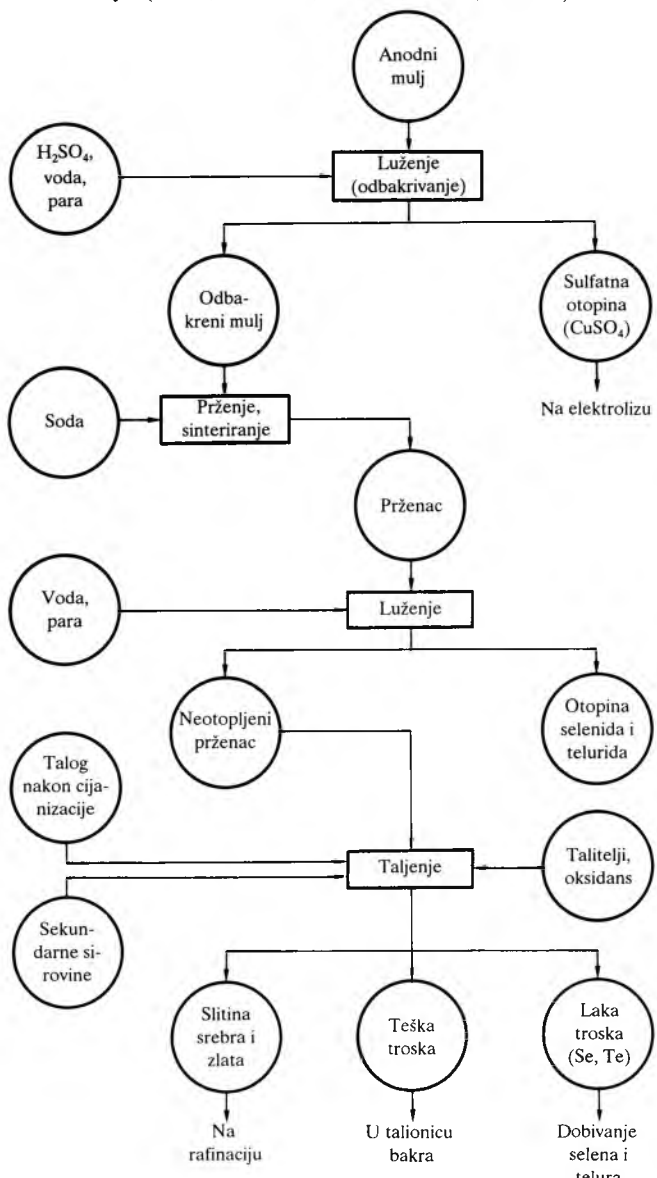 Anodni
mulj
H₂SO₄,
voda,
para
Luženje
(odbakrivanje)
Odba-
kreni mulj
Sulfatna
otopina
(CuSO₄)
Na elektrolizu
Soda
Prženje,
sinteriranje
Prženac
Voda,
para
Luženje
Neotopljeni
prženac
Otopina
selenida i
telurida
Talog
nakon cija-
nizacije
Taljenje
Talitelji,
oksidans
Sekun-
darne si-
rovine
Slitina
srebra i
zlata
Teška
troska
Laka
troska
(Se, Te)
Na
rafinaciju
U talionicu
bakra
Dobivanje
selena i
telura